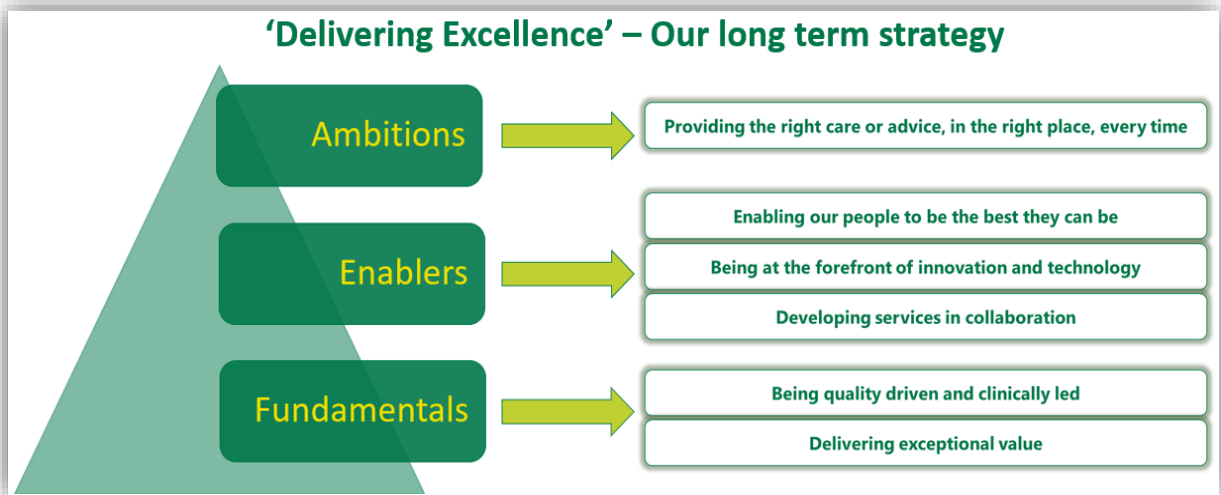 ‘Delivering Excellence’ – Our long term strategy
Ambitions
Providing the right care or advice, in the right place, every time
Enablers
Enabling our people to be the best they can be
Being at the forefront of innovation and technology
Developing services in collaboration
Fundamentals
Being quality driven and clinically led
Delivering exceptional value